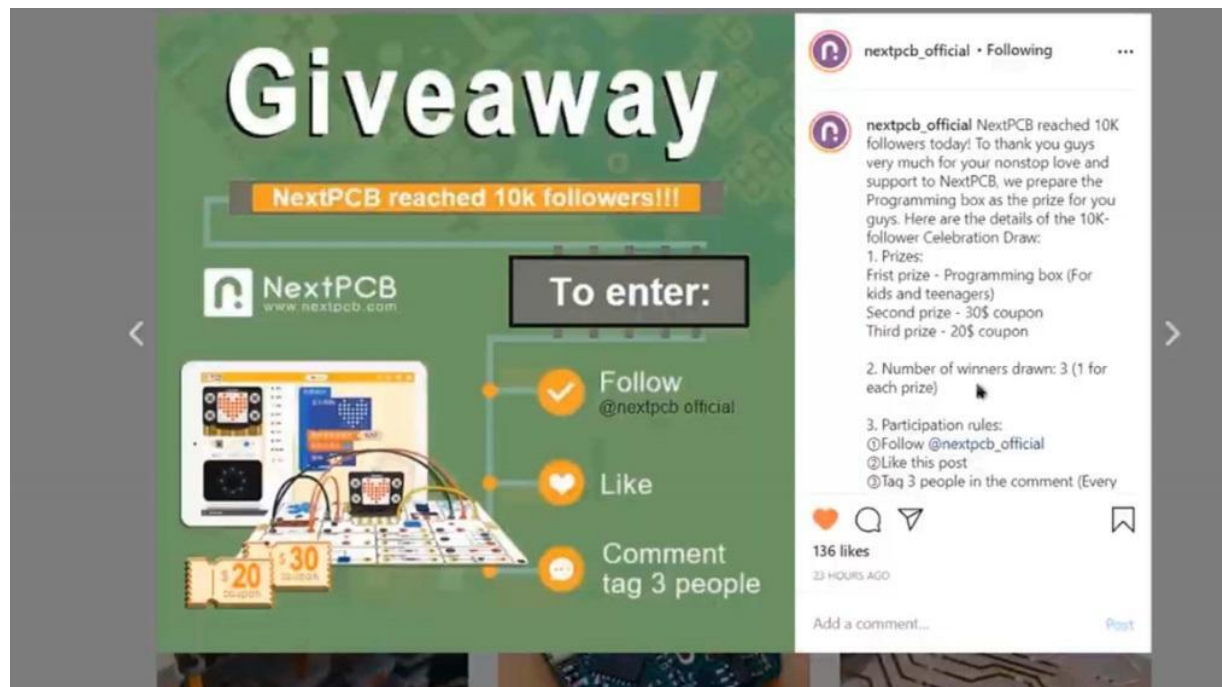 Giveaway
NextPCB reached 10k followers!!!
NextPCB
www.nextpcb.com
To enter:
Follow
@nextpcb official
Like
Comment
tag 3 people
$20
coupon
$30
coupon
nextpcb_official • Following
nextpcb_official NextPCB reached 10K
followers today! To thank you guys
very much for your nonstop love and
support to NextPCB, we prepare the
Programming box as the prize for you
guys. Here are the details of the 10K-
follower Celebration Draw:
1. Prizes:
Frist prize - Programming box (For
kids and teenagers)
Second prize - 30$ coupon
Third prize - 20$ coupon
2. Number of winners drawn: 3 (1 for
each prize)
3. Participation rules:
①Follow @nextpcb_official
②Like this post
③Tag 3 people in the comment (Every
136 likes
23 HOURS AGO
Add a comment...
Post